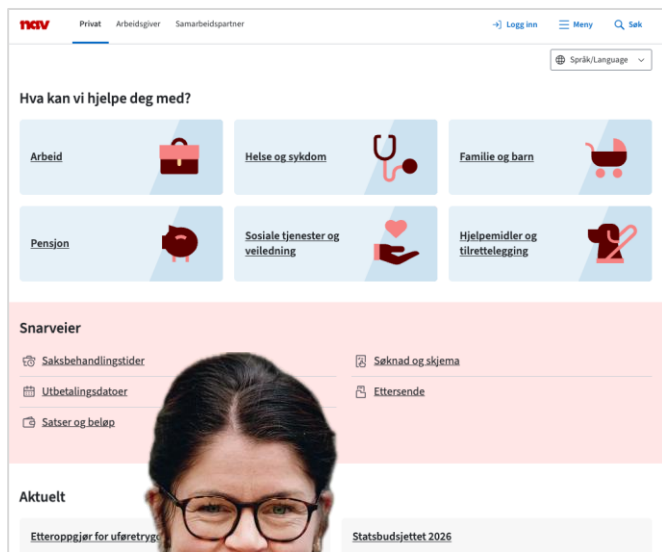 nav Privat Arbeidsgiver Samarbeidspartner Logg inn Meny Søk
Språk/Language
Hva kan vi hjelpe deg med?
Arbeid Helse og sykdom Familie og barn
Pensjon Sosiale tjenester og Hjelpemidler og
veiledning tilrettelegging
Snarveier
Saksbehandlingstider Søknad og skjema
Utbetalingsdatoer Ettersende
Satser og beløp
Aktuelt
Etteroppgjør for Statsbudsjettet 2026